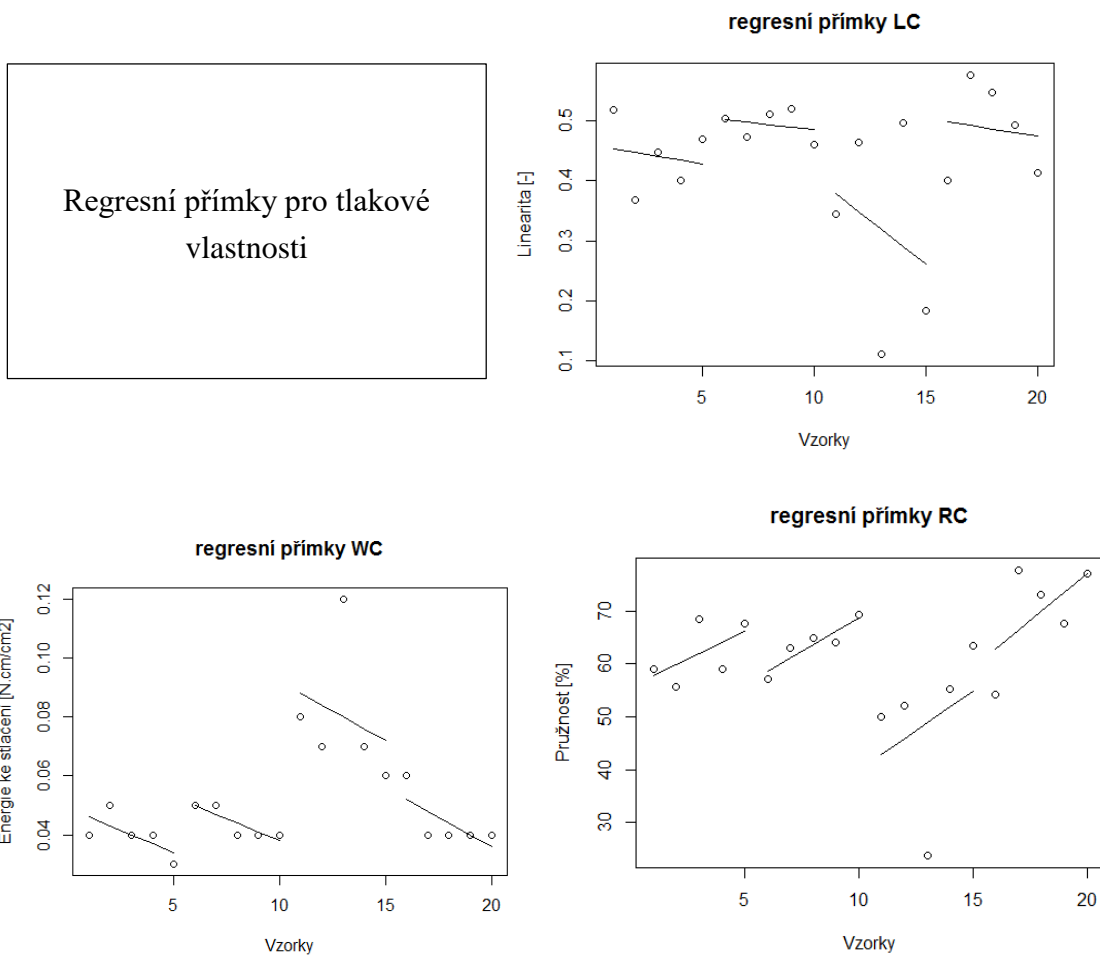 regresní přímky LC
Regresní přímky pro tlakové
vlastnosti
Linearita [-]
0.5
0.4
0.3
0.2
0.1
5 10 15 20
Vzorky
regresní přímky WC
Energie ke stlačení [N.cm/cm2]
0.12
0.10
0.08
0.06
0.04
5 10 15 20
Vzorky
regresní přímky RC
Pružnost [%]
70
60
50
40
30
5 10 15 20
Vzorky